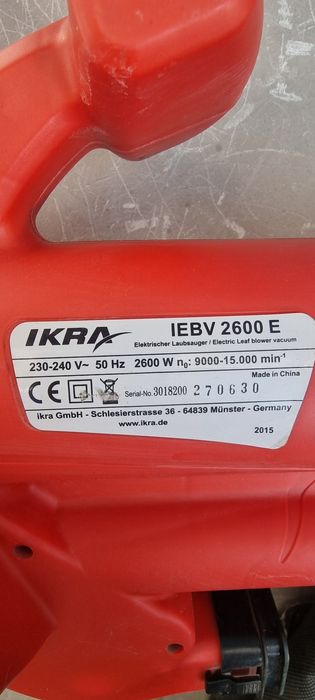 IKRA
IEBV 2600 E
Elektrischer Laubsauger / Electric Leaf blower vacuum
230-240 V~ 50 Hz 2600 W n₀: 9000-15.000 min⁻¹
Made in China
CE Serial-No. 3018200 270630
ikra GmbH - Schlesierstrasse 36 - 64839 Münster - Germany
www.ikra.de
2015